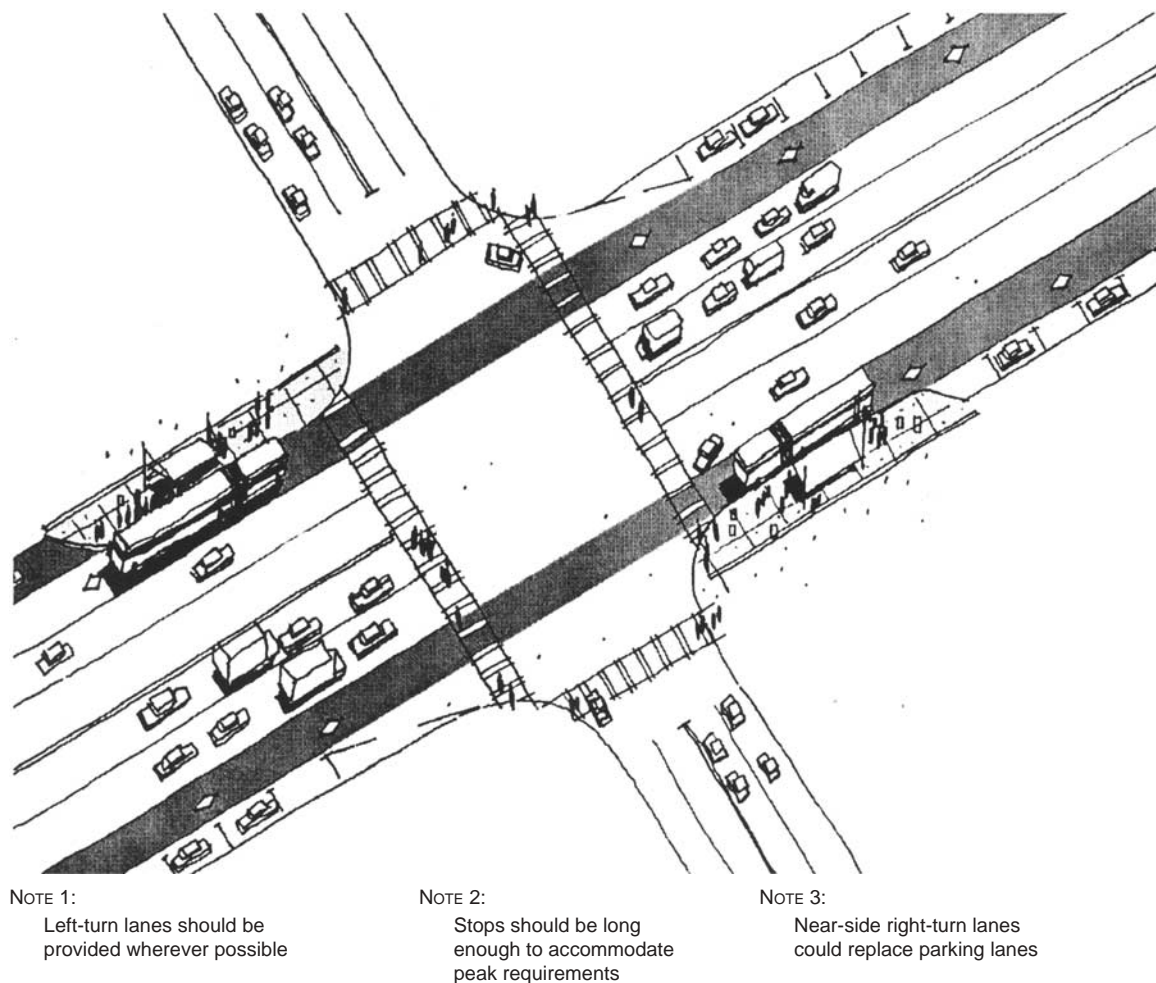 NOTE 1:
Left-turn lanes should be
provided wherever possible
NOTE 2:
Stops should be long
enough to accommodate
peak requirements
NOTE 3:
Near-side right-turn lanes
could replace parking lanes